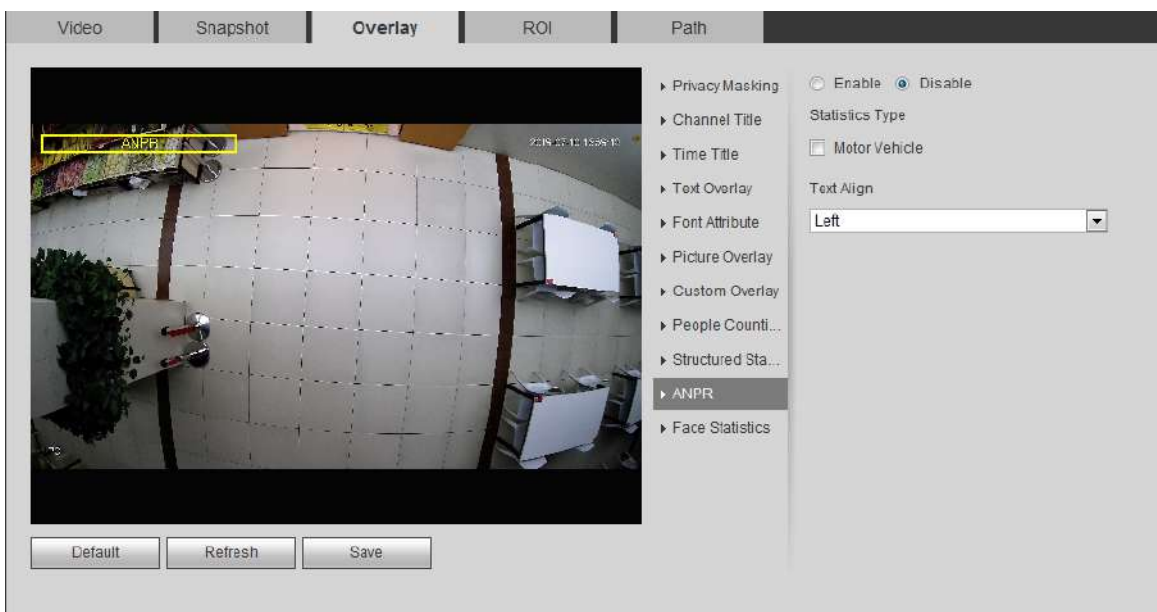 Video Snapshot Overlay ROI Path
ANPR
Privacy Masking
Channel Title
Time Title
Text Overlay
Font Attribute
Picture Overlay
Custom Overlay
People Counti...
Structured Sta...
ANPR
Face Statistics
Enable Disable
Statistics Type
Motor Vehicle
Text Align
Left
Default Refresh Save